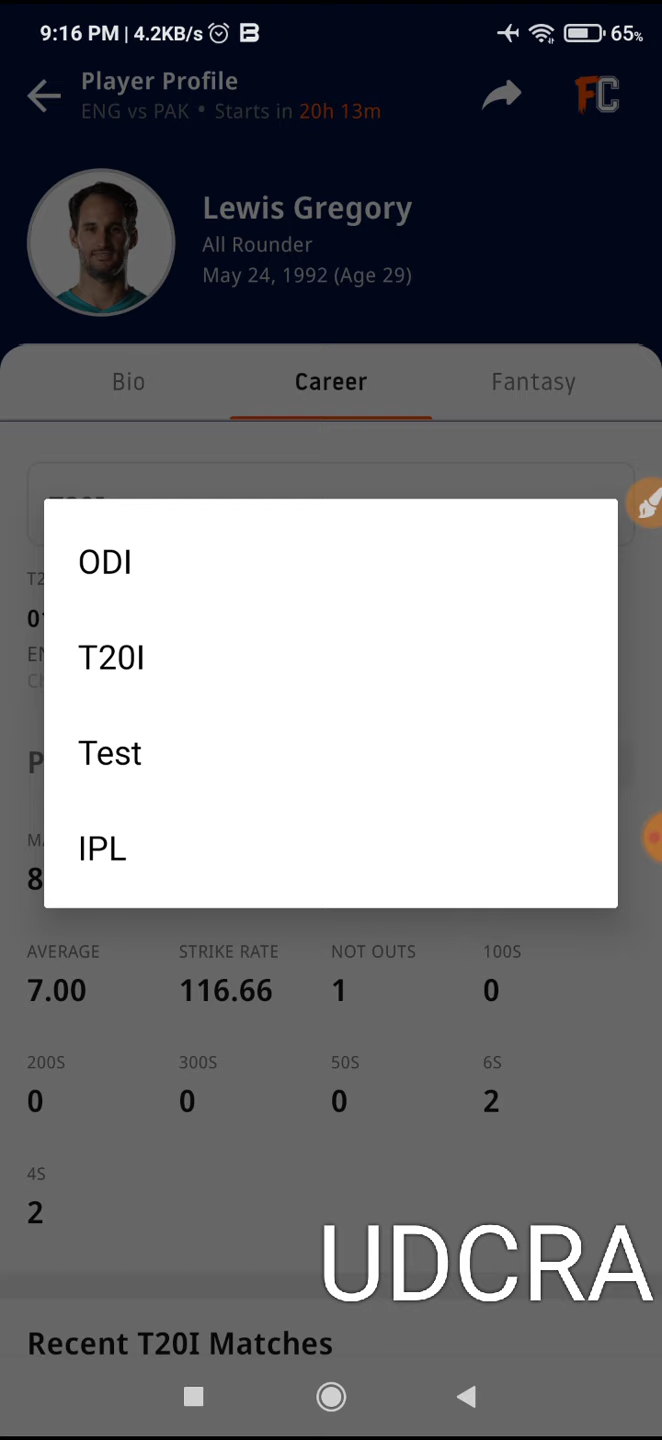 9:16 PM | 4.2KB/s
65%
Player Profile
ENG vs PAK • Starts in 20h 13m
FC
Lewis Gregory
All Rounder
May 24, 1992 (Age 29)
Bio Career Fantasy
ODI
T20I
Test
IPL
AVERAGE STRIKE RATE NOT OUTS 100S
7.00 116.66 1 0
200S 300S 50S 6S
0 0 0 2
4S
2
UDCRA
Recent T20I Matches